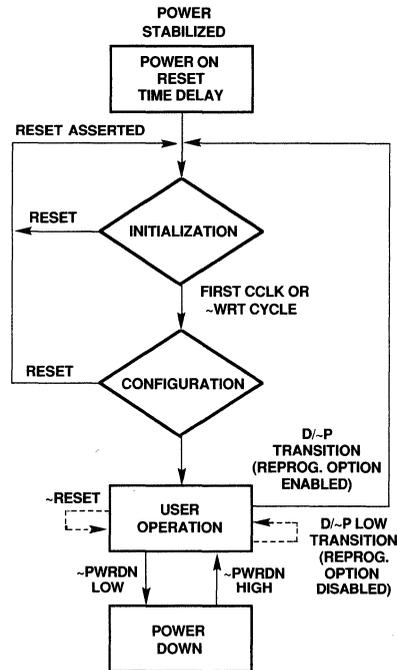 POWER
STABILIZED
POWER ON
RESET
TIME DELAY
RESET ASSERTED
RESET
INITIALIZATION
FIRST CCLK OR
~WRT CYCLE
RESET
CONFIGURATION
D/~P
TRANSITION
(REPROG. OPTION
ENABLED)
~RESET
USER
OPERATION
D/~P LOW
TRANSITION
(REPROG.
OPTION
DISABLED)
~PWRDN
LOW
~PWRDN
HIGH
POWER
DOWN